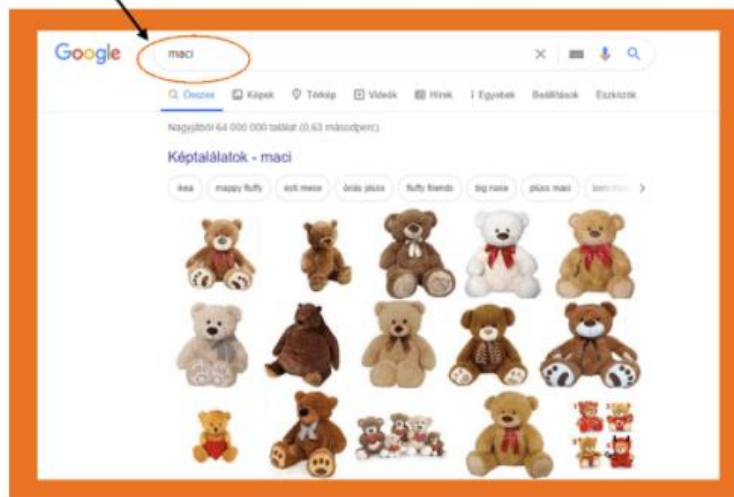 Google maci
Összes Képek Térkép Videók Hírek Egyebek Beállítások Eszközök
Nagyjából 64 000 000 találat (0,63 másodperc)
Képtalálatok - maci
ikea mappy fluffy esti mese óriás plüss fluffy friends big nose plüss maci